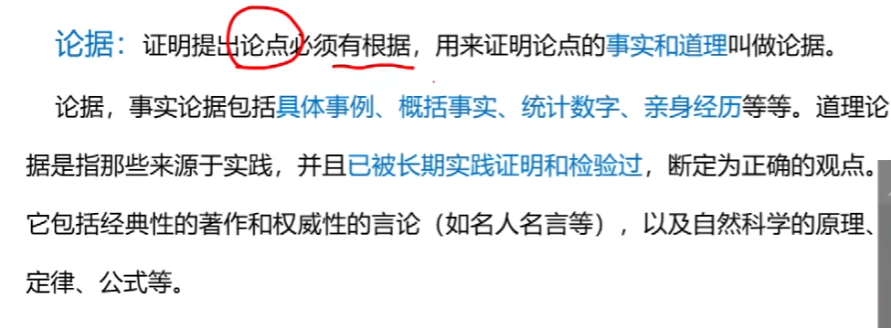 论据：证明提出论点必须有根据，用来证明论点的事实和道理叫做论据。
论据，事实论据包括具体事例、概括事实、统计数字、亲身经历等等。道理论
据是指那些来源于实践，并且已被长期实践证明和检验过，断定为正确的观点。
它包括经典性的著作和权威性的言论（如名人名言等），以及自然科学的原理、
定律、公式等。